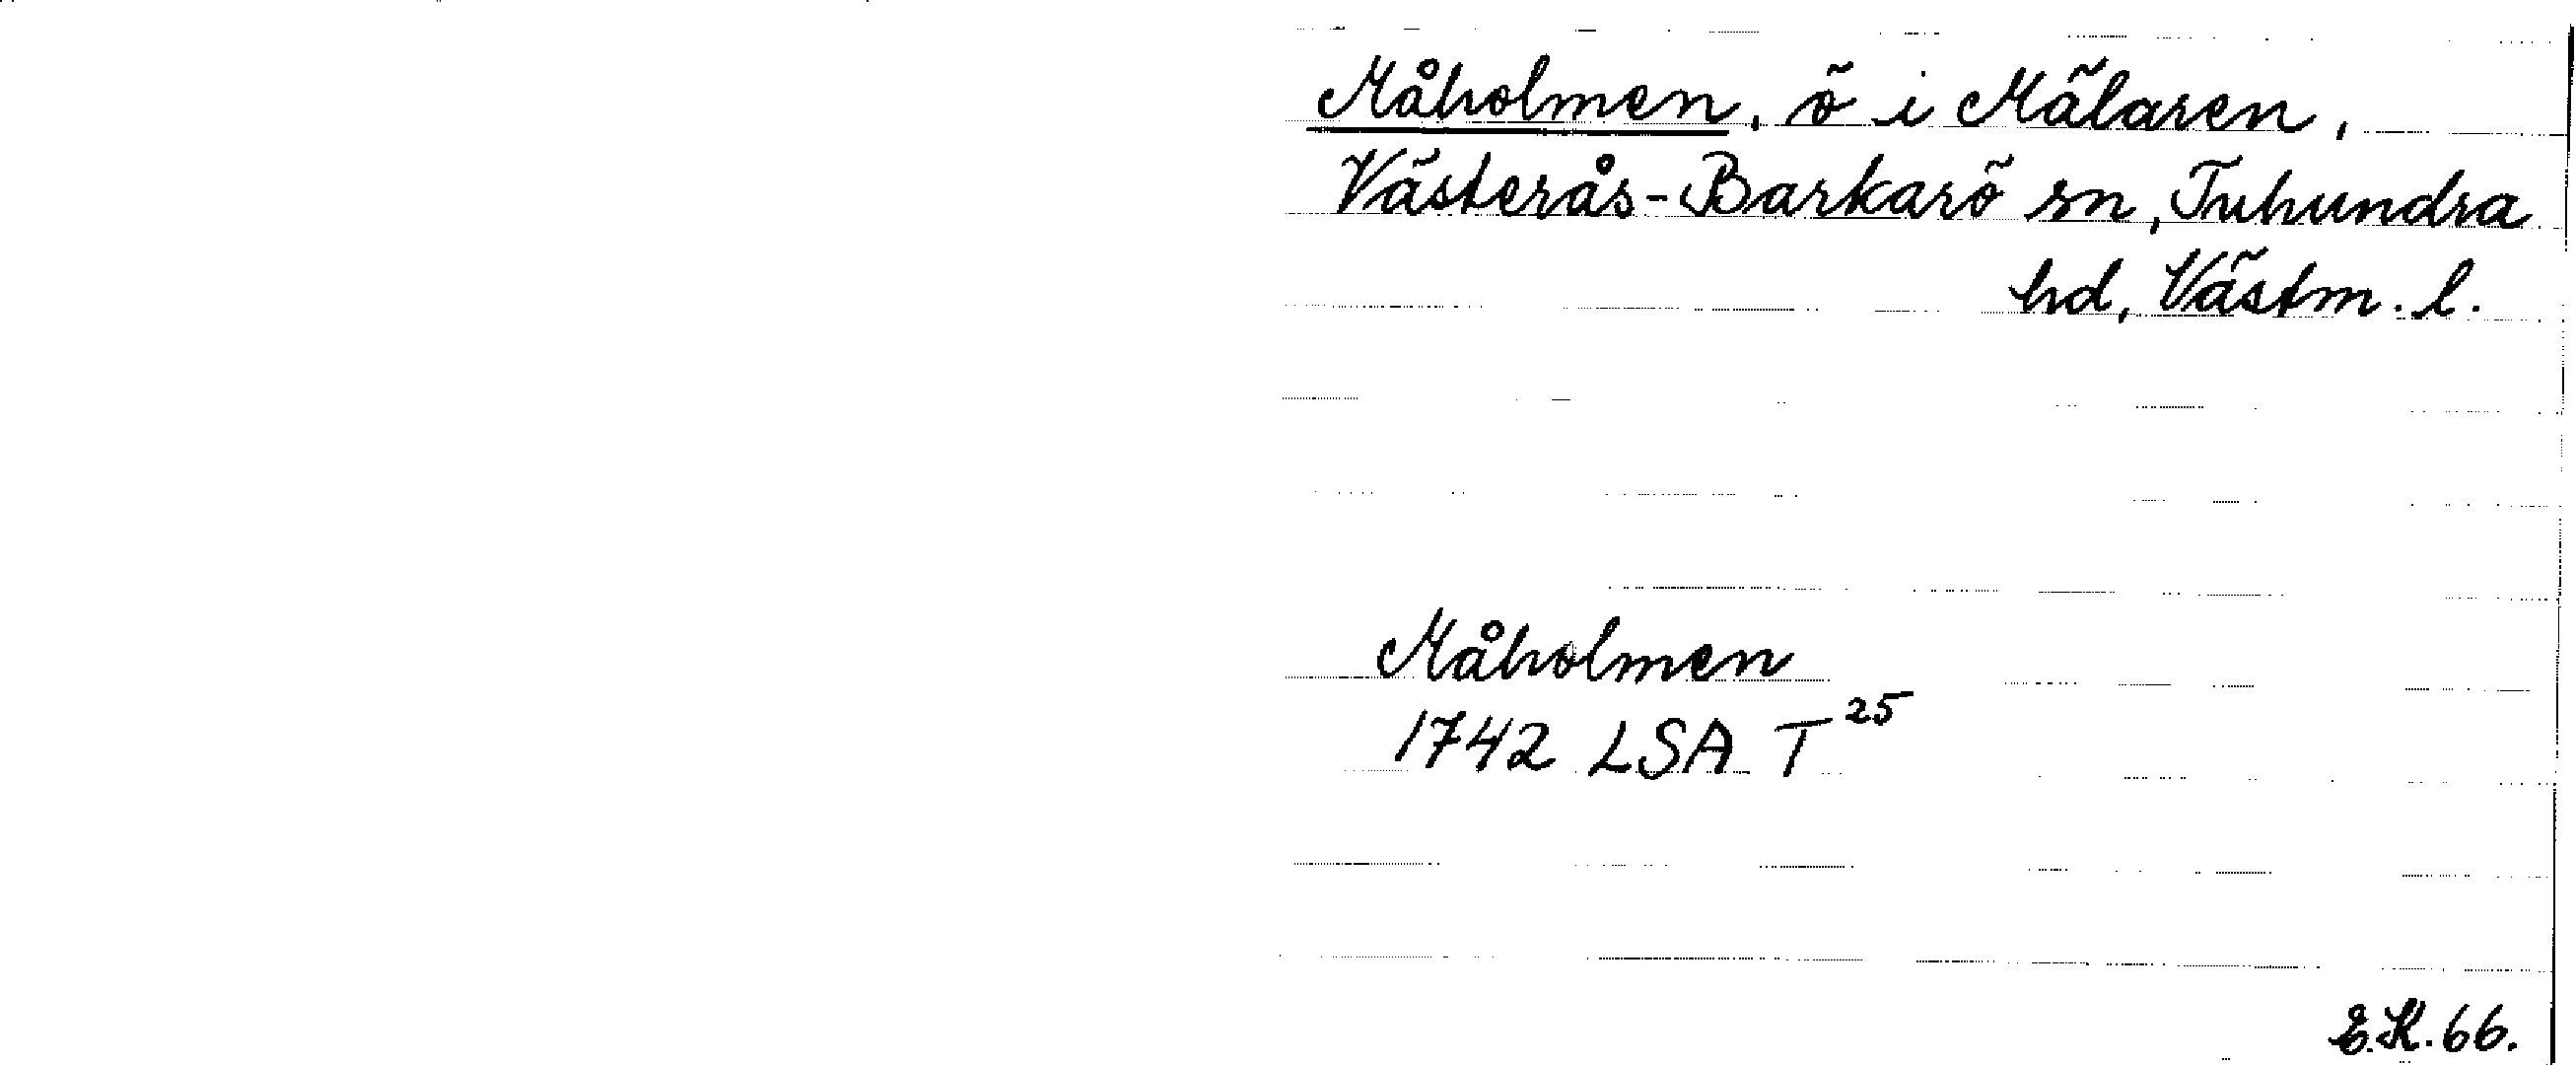 Måholmen, ö i Mälaren,
Västerås-Barkarö sn, Tuhundra
hd, Västm. l.
Måholmen
1742 LSA T 25
E.K. 66.